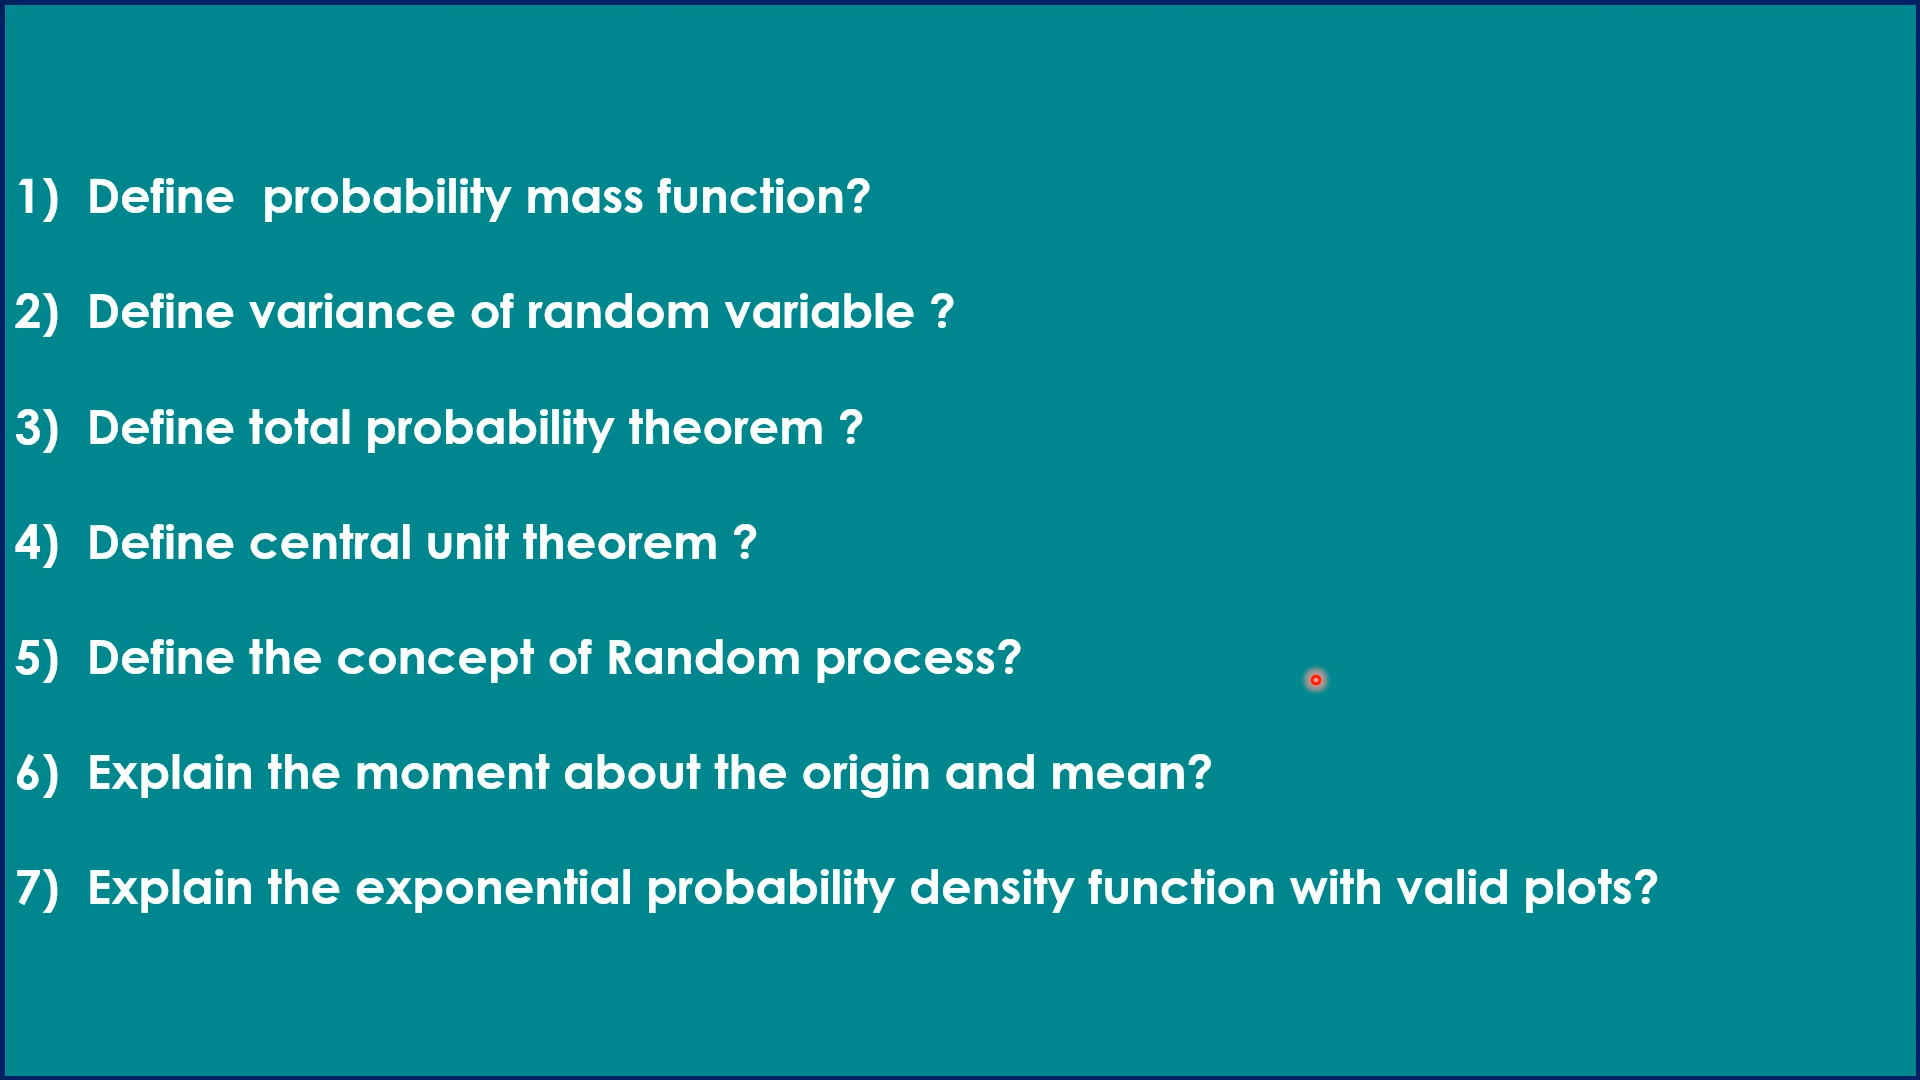 1) Define probability mass function?
2) Define variance of random variable ?
3) Define total probability theorem ?
4) Define central unit theorem ?
5) Define the concept of Random process?
6) Explain the moment about the origin and mean?
7) Explain the exponential probability density function with valid plots?